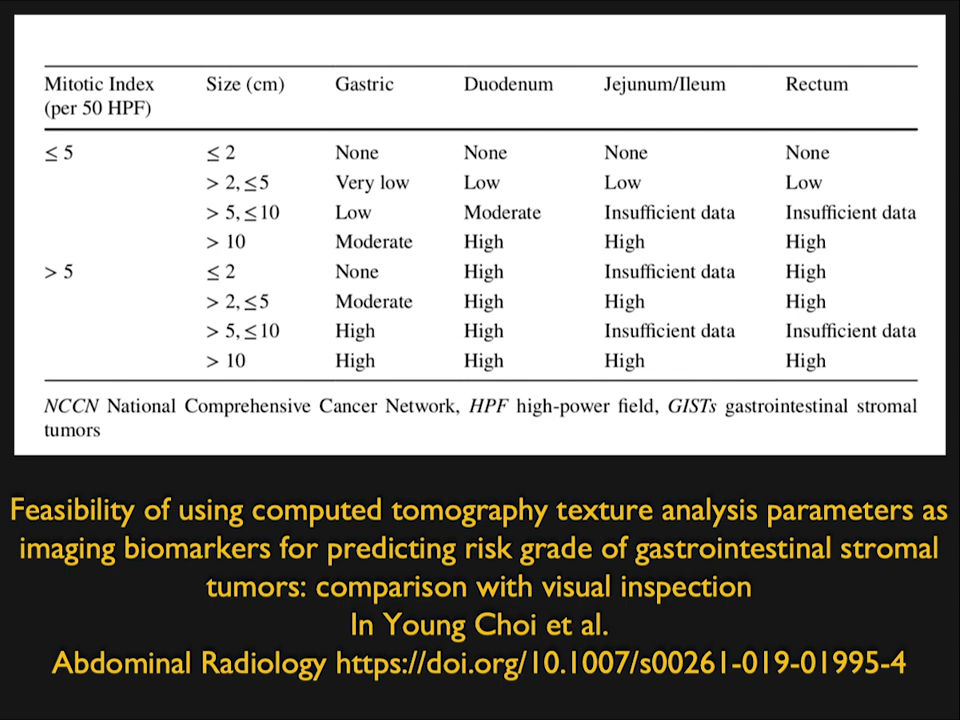 Mitotic Index (per 50 HPF) Size (cm) Gastric Duodenum Jejunum/Ileum Rectum
≤ 5 ≤ 2 None None None None
> 2, ≤5 Very low Low Low Low
> 5, ≤10 Low Moderate Insufficient data Insufficient data
> 10 Moderate High High High
> 5 ≤ 2 None High Insufficient data High
> 2, ≤5 Moderate High High High
> 5, ≤10 High High Insufficient data Insufficient data
> 10 High High High High
NCCN National Comprehensive Cancer Network, HPF high-power field, GISTs gastrointestinal stromal
tumors
Feasibility of using computed tomography texture analysis parameters as
imaging biomarkers for predicting risk grade of gastrointestinal stromal
tumors: comparison with visual inspection
In Young Choi et al.
Abdominal Radiology https://doi.org/10.1007/s00261-019-01995-4